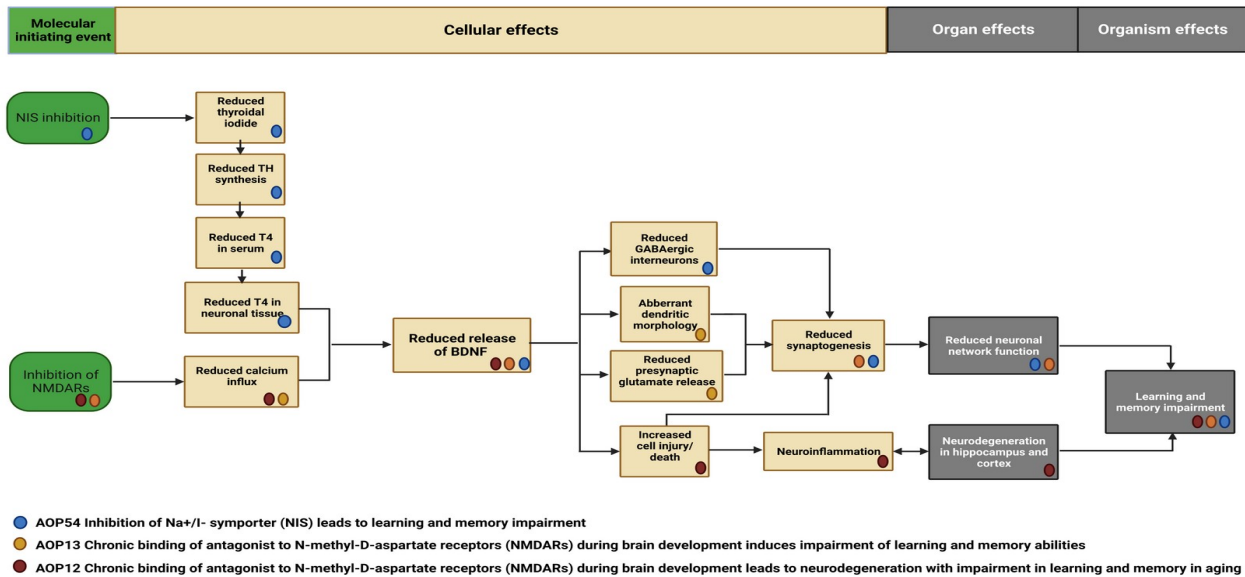 Molecular
initiating event
Cellular effects
Organ effects
Organism effects
NIS inhibition
Reduced
thyroidal
iodide
Reduced TH
synthesis
Reduced T4
in serum
Reduced T4 in
neuronal
tissue
Inhibition of
NMDARs
Reduced calcium
influx
Reduced release
of BDNF
Reduced
GABAergic
interneurons
Abberrant
dendritic
morphology
Reduced
presynaptic
glutamate release
Increased
cell injury/
death
Reduced
synaptogenesis
Neuroinflammation
Reduced neuronal
network function
Neurodegeneration
in hippocampus and
cortex
Learning and
memory impairment
AOP54 Inhibition of Na+/I- symporter (NIS) leads to learning and memory impairment
AOP13 Chronic binding of antagonist to N-methyl-D-aspartate receptors (NMDARs) during brain development induces impairment of learning and memory abilities
AOP12 Chronic binding of antagonist to N-methyl-D-aspartate receptors (NMDARs) during brain development leads to neurodegeneration with impairment in learning and memory in aging